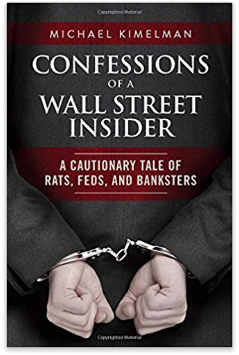 MICHAEL KIMELMAN
CONFESSIONS
OF A
WALL STREET
INSIDER
A CAUTIONARY TALE OF
RATS, FEDS, AND BANKSTERS